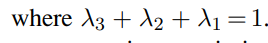 where λ₃ + λ₂ + λ₁ = 1.